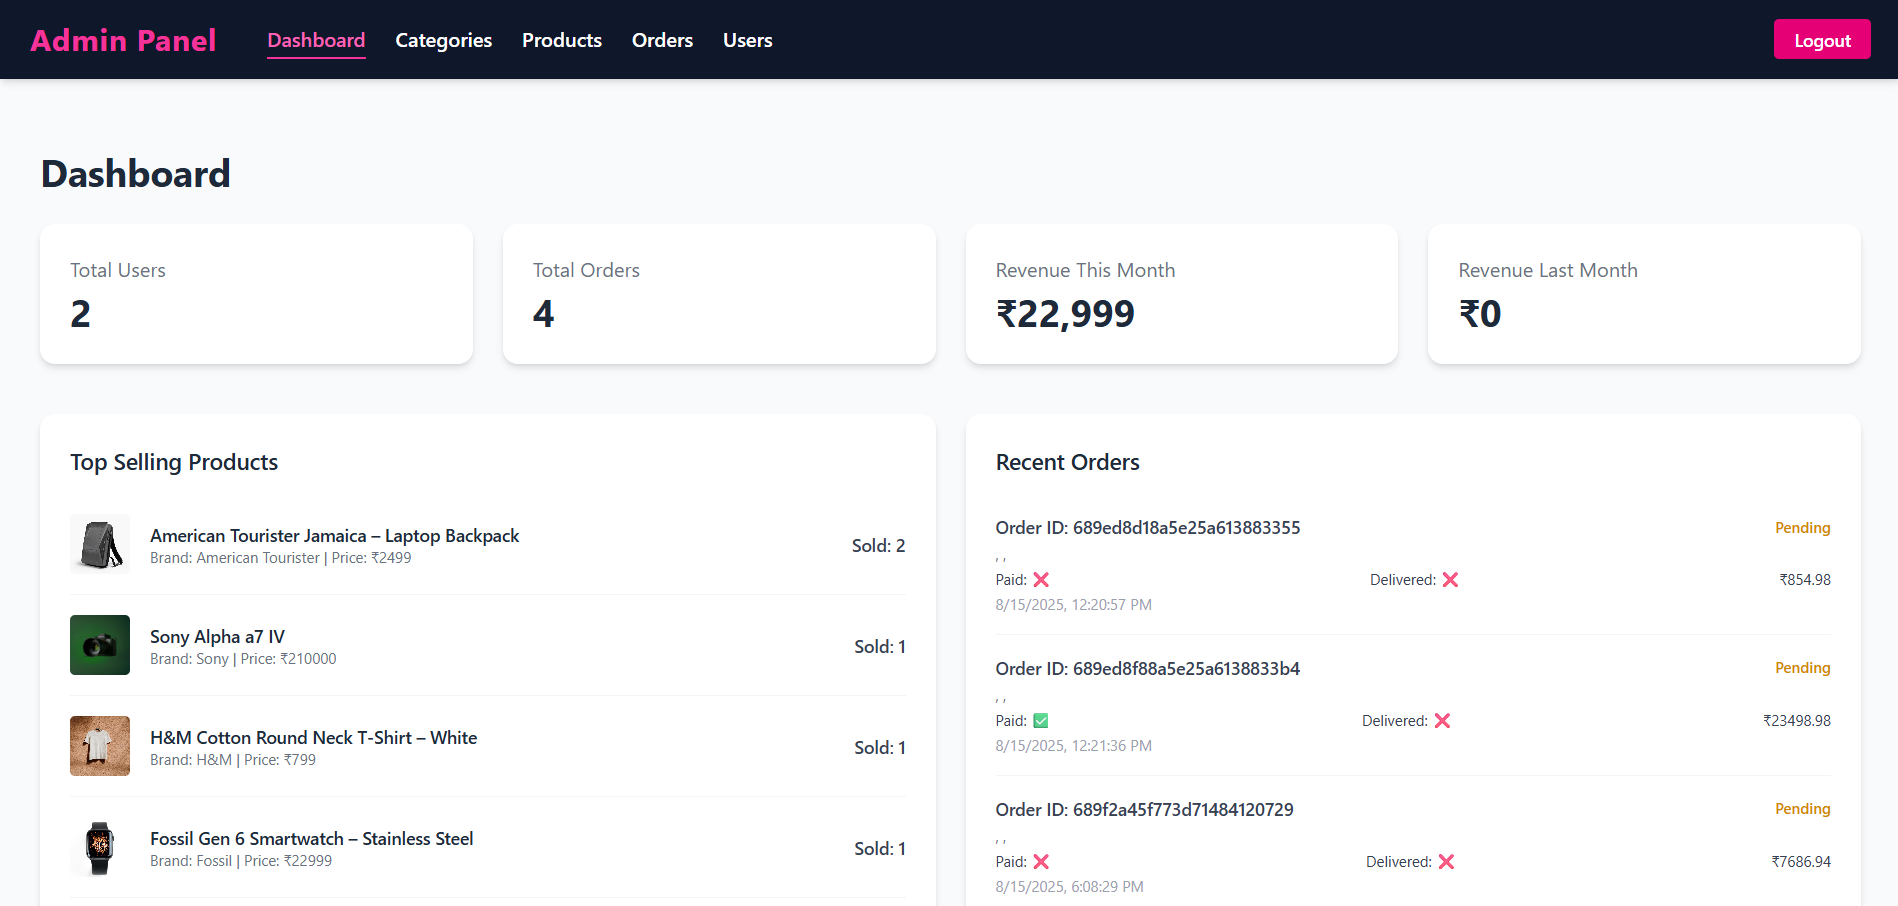 Admin Panel
Dashboard
Categories
Products
Orders
Users
Logout
Dashboard
Total Users
2
Total Orders
4
Revenue This Month
₹22,999
Revenue Last Month
₹0
Top Selling Products
American Tourister Jamaica – Laptop Backpack
Brand: American Tourister | Price: ₹2499
Sold: 2
Sony Alpha a7 IV
Brand: Sony | Price: ₹210000
Sold: 1
H&M Cotton Round Neck T-Shirt – White
Brand: H&M | Price: ₹799
Sold: 1
Fossil Gen 6 Smartwatch – Stainless Steel
Brand: Fossil | Price: ₹22999
Sold: 1
Recent Orders
Order ID: 689ed8d18a5e25a613883355
Pending
, ,
Paid: ❌
Delivered: ❌
₹854.98
8/15/2025, 12:20:57 PM
Order ID: 689ed8f88a5e25a6138833b4
Pending
, ,
Paid: ✅
Delivered: ❌
₹23498.98
8/15/2025, 12:21:36 PM
Order ID: 689f2a45f773d71484120729
Pending
, ,
Paid: ❌
Delivered: ❌
₹7686.94
8/15/2025, 6:08:29 PM